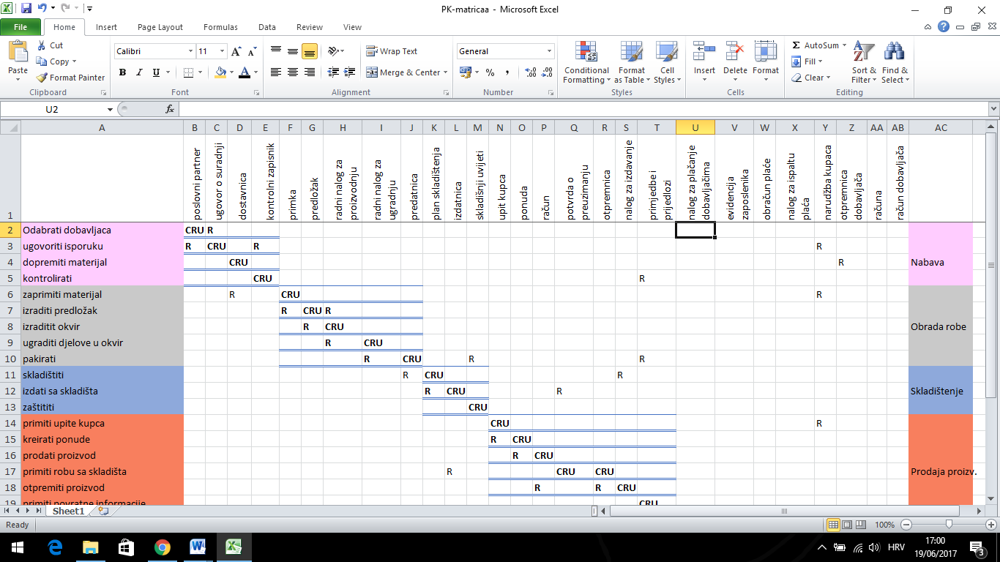 PK-matricaa - Microsoft Excel
File Home Insert Page Layout Formulas Data Review View
Paste Cut Copy Format Painter Clipboard
Calibri 11 B I U Font
Wrap Text Merge & Center Alignment
General % , Number
Conditional Formatting Format as Table Cell Styles Styles
Insert Delete Format Cells
AutoSum Fill Clear Sort & Filter Find & Select Editing
U2 fx
A B C D E F G H I J K L M N O P Q R S T U V W X Y Z AA AB AC
1 poslovni partner ugovor o suradnji dostavnica kontrolni zapisnik primka predložak radni nalog za proizvodnju radni nalog za ugradnju predatnica plan skladištenja izdatnica skladišnji uvijeti upit kupca ponuda račun potvrda o preuzimanju otpremnica nalog za izdavanje primjedbe i prijedlozi nalog za plačanje dobavljačima evidencija zaposlenika obračun plaće nalog za ispaltu plaća narudžba kupaca otpremnica dobavljača računa račun dobavljača
2 Odabrati dobavljaca CRU R
3 ugovoriti isporuku R CRU R R
4 dopremiti materijal CRU R Nabava
5 kontrolirati CRU R
6 zaprimiti materijal R CRU R
7 izraditi predložak R CRU R
8 izraditit okvir R CRU Obrada robe
9 ugraditi djelove u okvir R CRU
10 pakirati R CRU R R
11 skladištiti R CRU R
12 izdati sa skladišta R CRU R Skladištenje
13 zaštititi CRU
14 primiti upite kupca CRU R
15 kreirati ponude R CRU
16 prodati proizvod R CRU
17 primiti robu sa skladišta R CRU CRU Prodaja proizv.
18 otpremiti proizvod R R CRU
19 primiti povratne informacije CRU
Sheet1
Ready 100%
HRV 17:00
19/06/2017 3